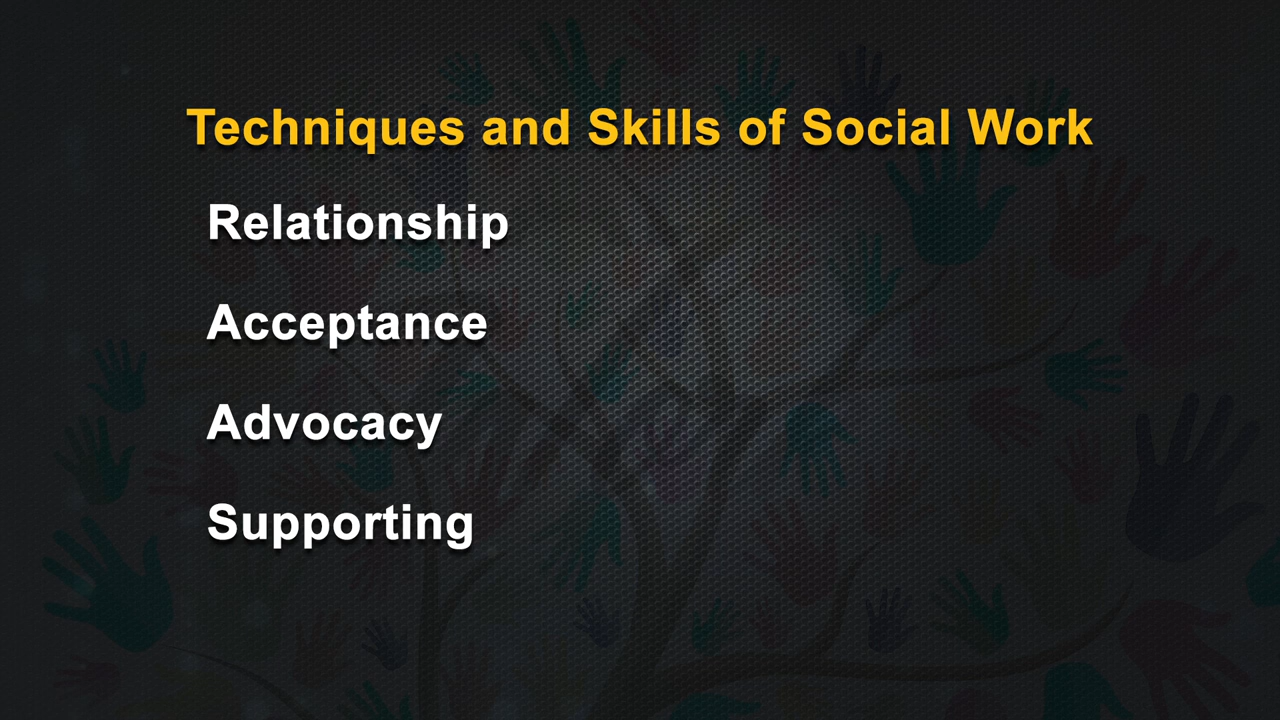 Techniques and Skills of Social Work
Relationship
Acceptance
Advocacy
Supporting